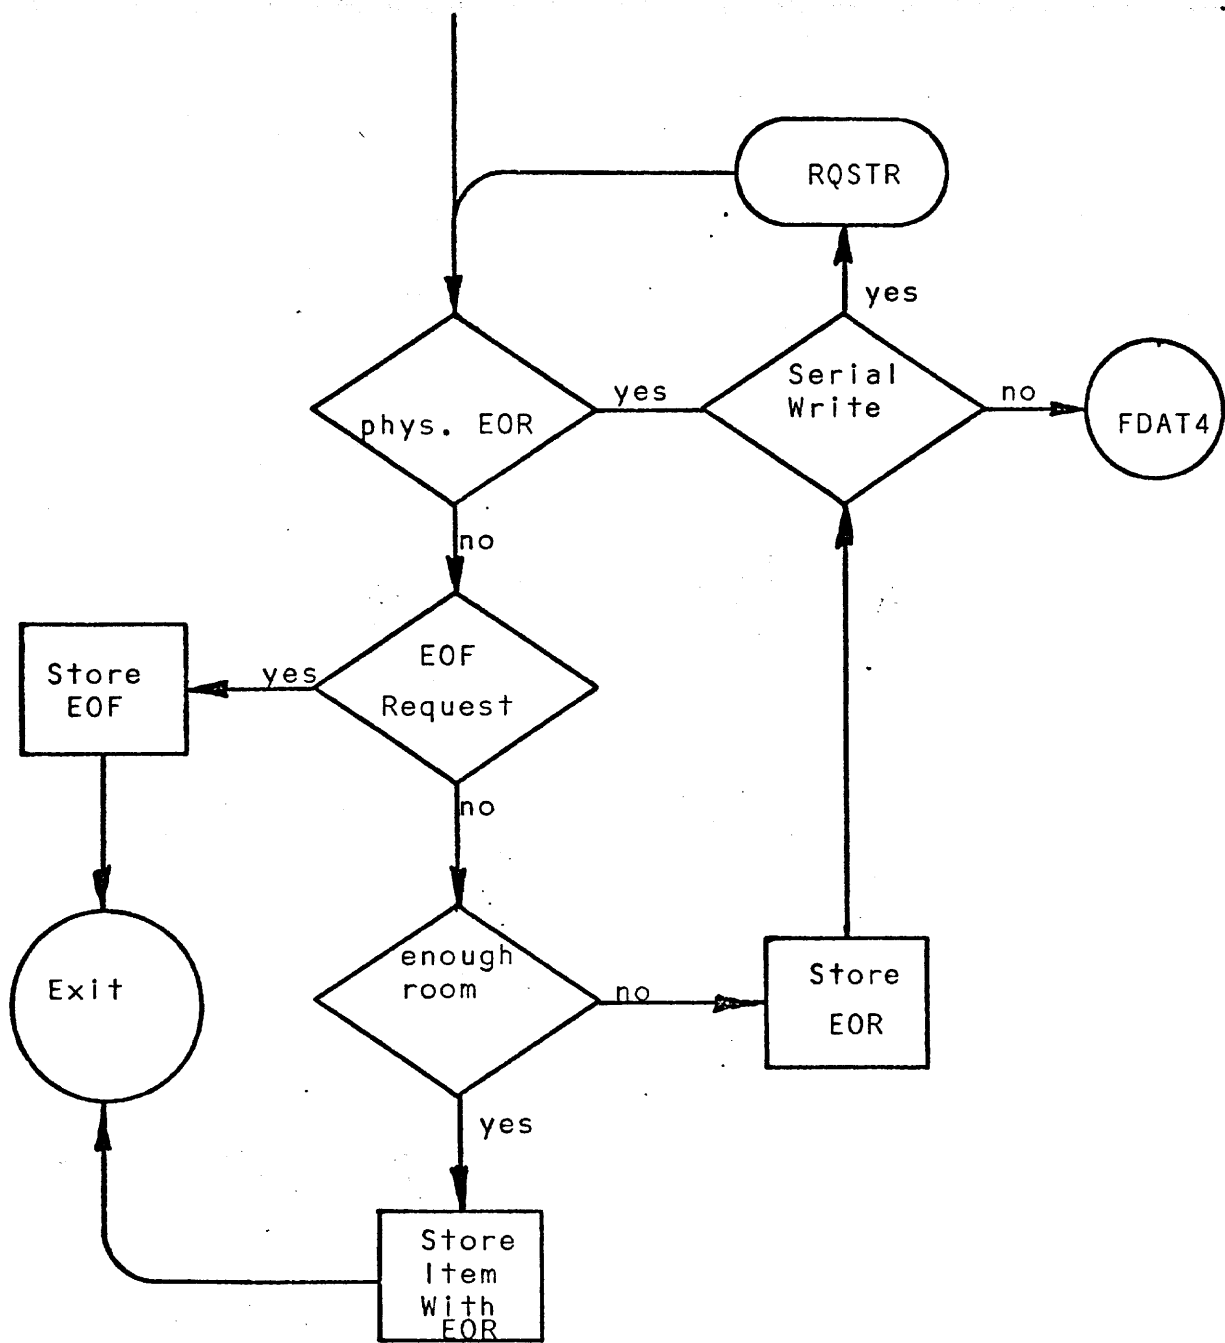 RQSTR
yes
Serial
Write
yes
no
phys. EOR
FDAT4
no
EOF
Request
yes
Store
EOF
no
enough
room
no
Exit
Store
EOR
yes
Store
Item
With
EOR